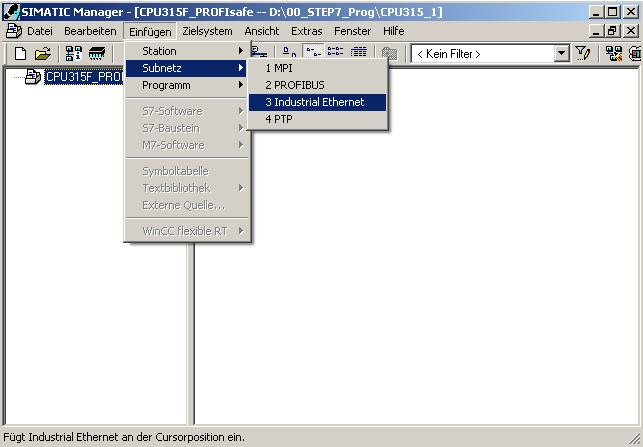 SIMATIC Manager - [CPU315F_PROFIsafe -- D:\00_STEP7_Prog\CPU315_1]
Datei Bearbeiten Einfügen Zielsystem Ansicht Extras Fenster Hilfe
< Kein Filter >
CPU315F_PROF
Station
Subnetz
Programm
S7-Software
S7-Baustein
M7-Software
Symboltabelle
Textbibliothek
Externe Quelle...
WinCC flexible RT
1 MPI
2 PROFIBUS
3 Industrial Ethernet
4 PTP
Fügt Industrial Ethernet an der Cursorposition ein.